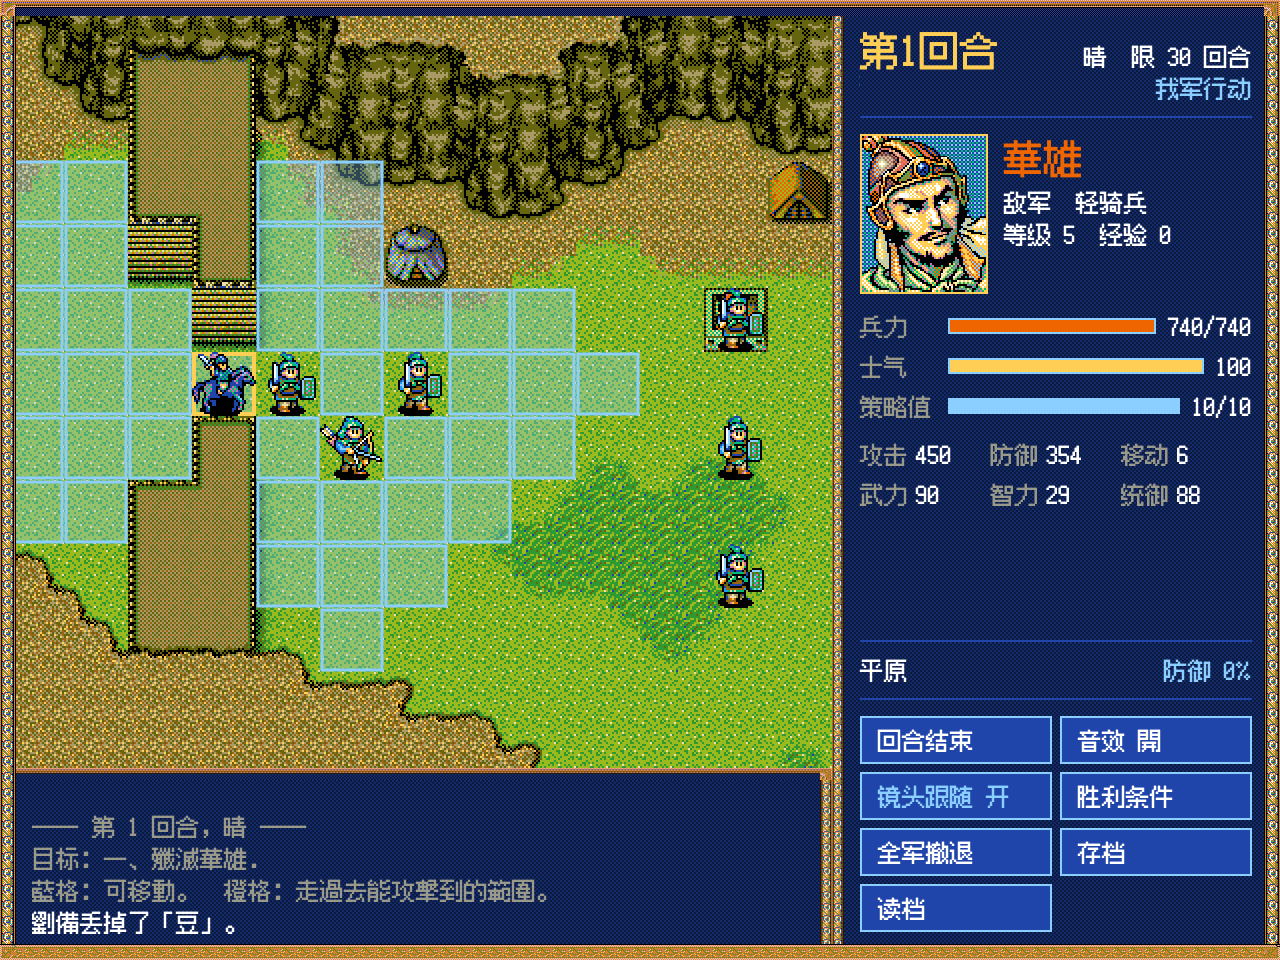 第1回合
晴 限 30 回合
我军行动
華雄
敌军 轻骑兵
等级 5 经验 0
兵力 740/740
士气 100
策略值 10/10
攻击 450 防御 354 移动 6
武力 90 智力 29 统御 88
平原 防御 0%
回合结束 音效 開
镜头跟随 开 胜利条件
全军撤退 存档
读档
—— 第 1 回合，晴 ——
目标：一、殲滅華雄.
藍格：可移動。 橙格：走過去能攻擊到的範圍。
劉備丟掉了「豆」。